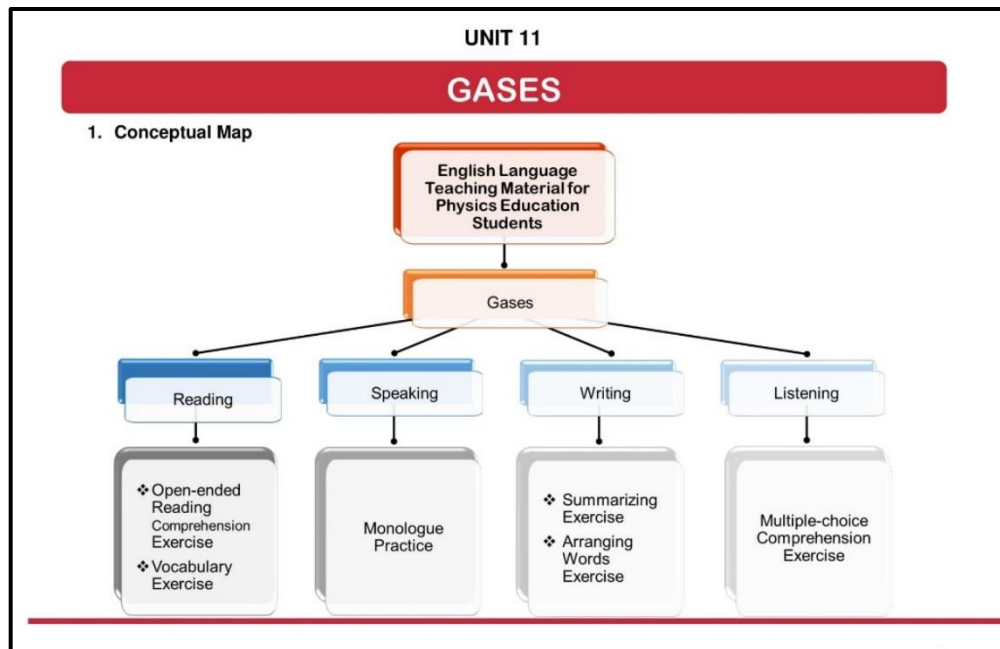 UNIT 11
GASES
1. Conceptual Map
English Language
Teaching Material for
Physics Education
Students
Gases
Reading
Speaking
Writing
Listening
❖ Open-ended
Reading
Comprehension
Exercise
❖ Vocabulary
Exercise
Monologue
Practice
❖ Summarizing
Exercise
❖ Arranging
Words
Exercise
Multiple-choice
Comprehension
Exercise